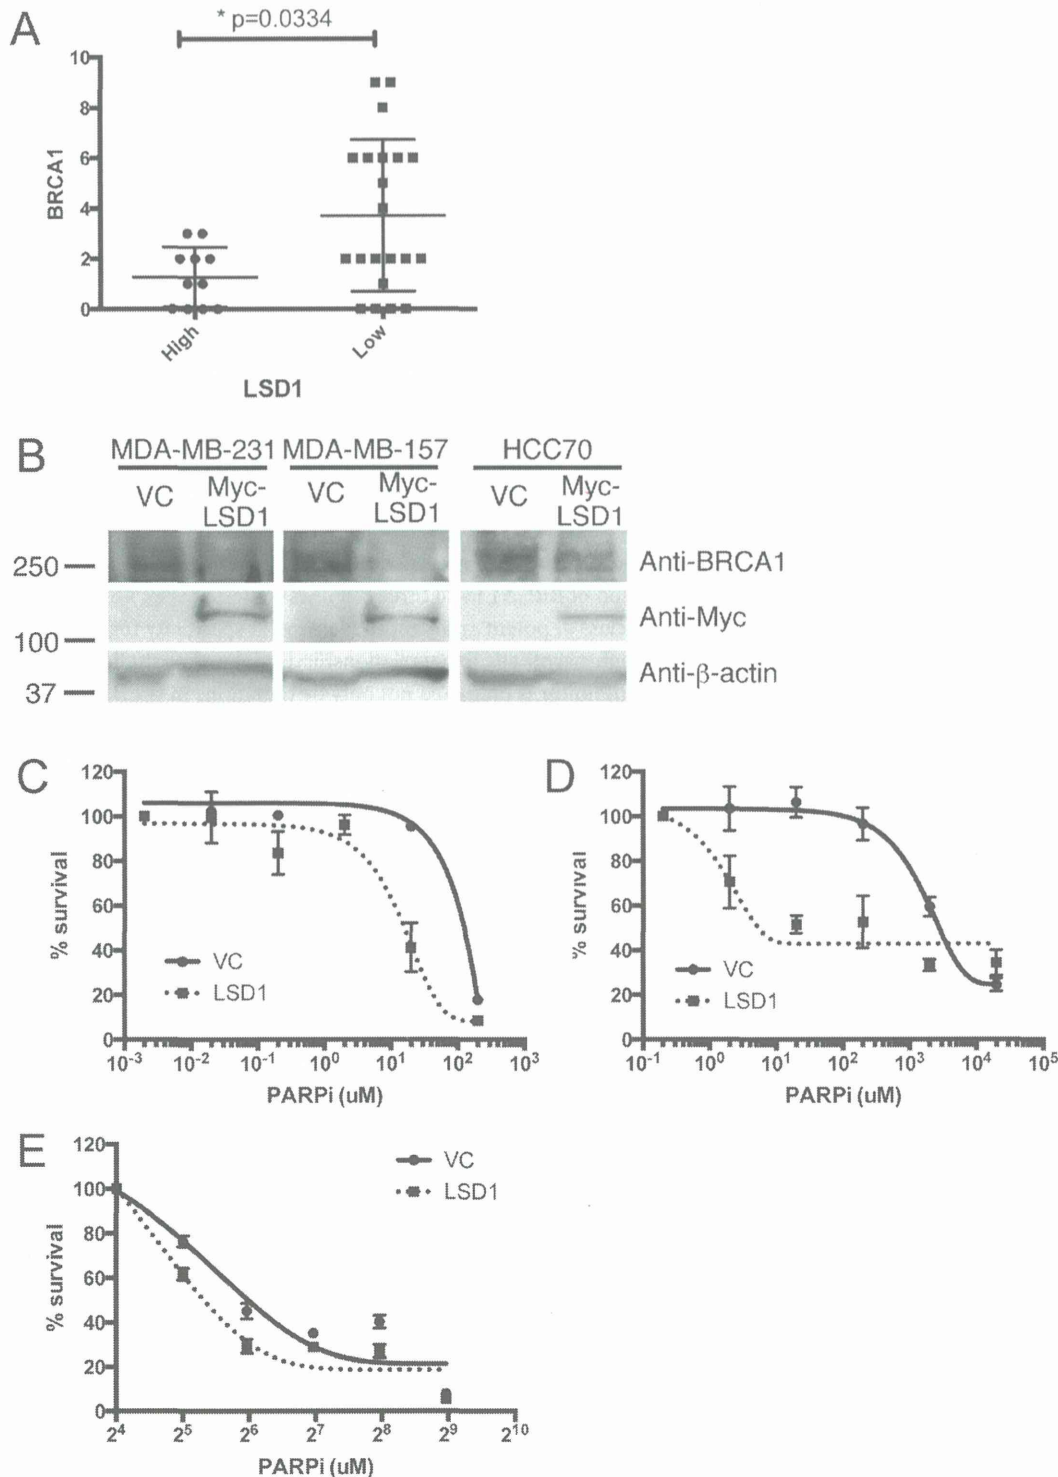 A
* p=0.0334
10
8
6
4
2
0
BRCA1
High
Low
LSD1
B
MDA-MB-231 MDA-MB-157 HCC70
VC Myc-LSD1 VC Myc-LSD1 VC Myc-LSD1
250
Anti-BRCA1
Anti-Myc
100
Anti-β-actin
37
C
120
100
80
60
40
20
0
% survival
VC
LSD1
10⁻³ 10⁻² 10⁻¹ 10⁰ 10¹ 10² 10³
PARPi (uM)
D
120
100
80
60
40
20
0
% survival
VC
LSD1
10⁻¹ 10⁰ 10¹ 10² 10³ 10⁴ 10⁵
PARPi (uM)
E
120
100
80
60
40
20
0
% survival
VC
LSD1
2⁴ 2⁵ 2⁶ 2⁷ 2⁸ 2⁹ 2¹⁰
PARPi (uM)